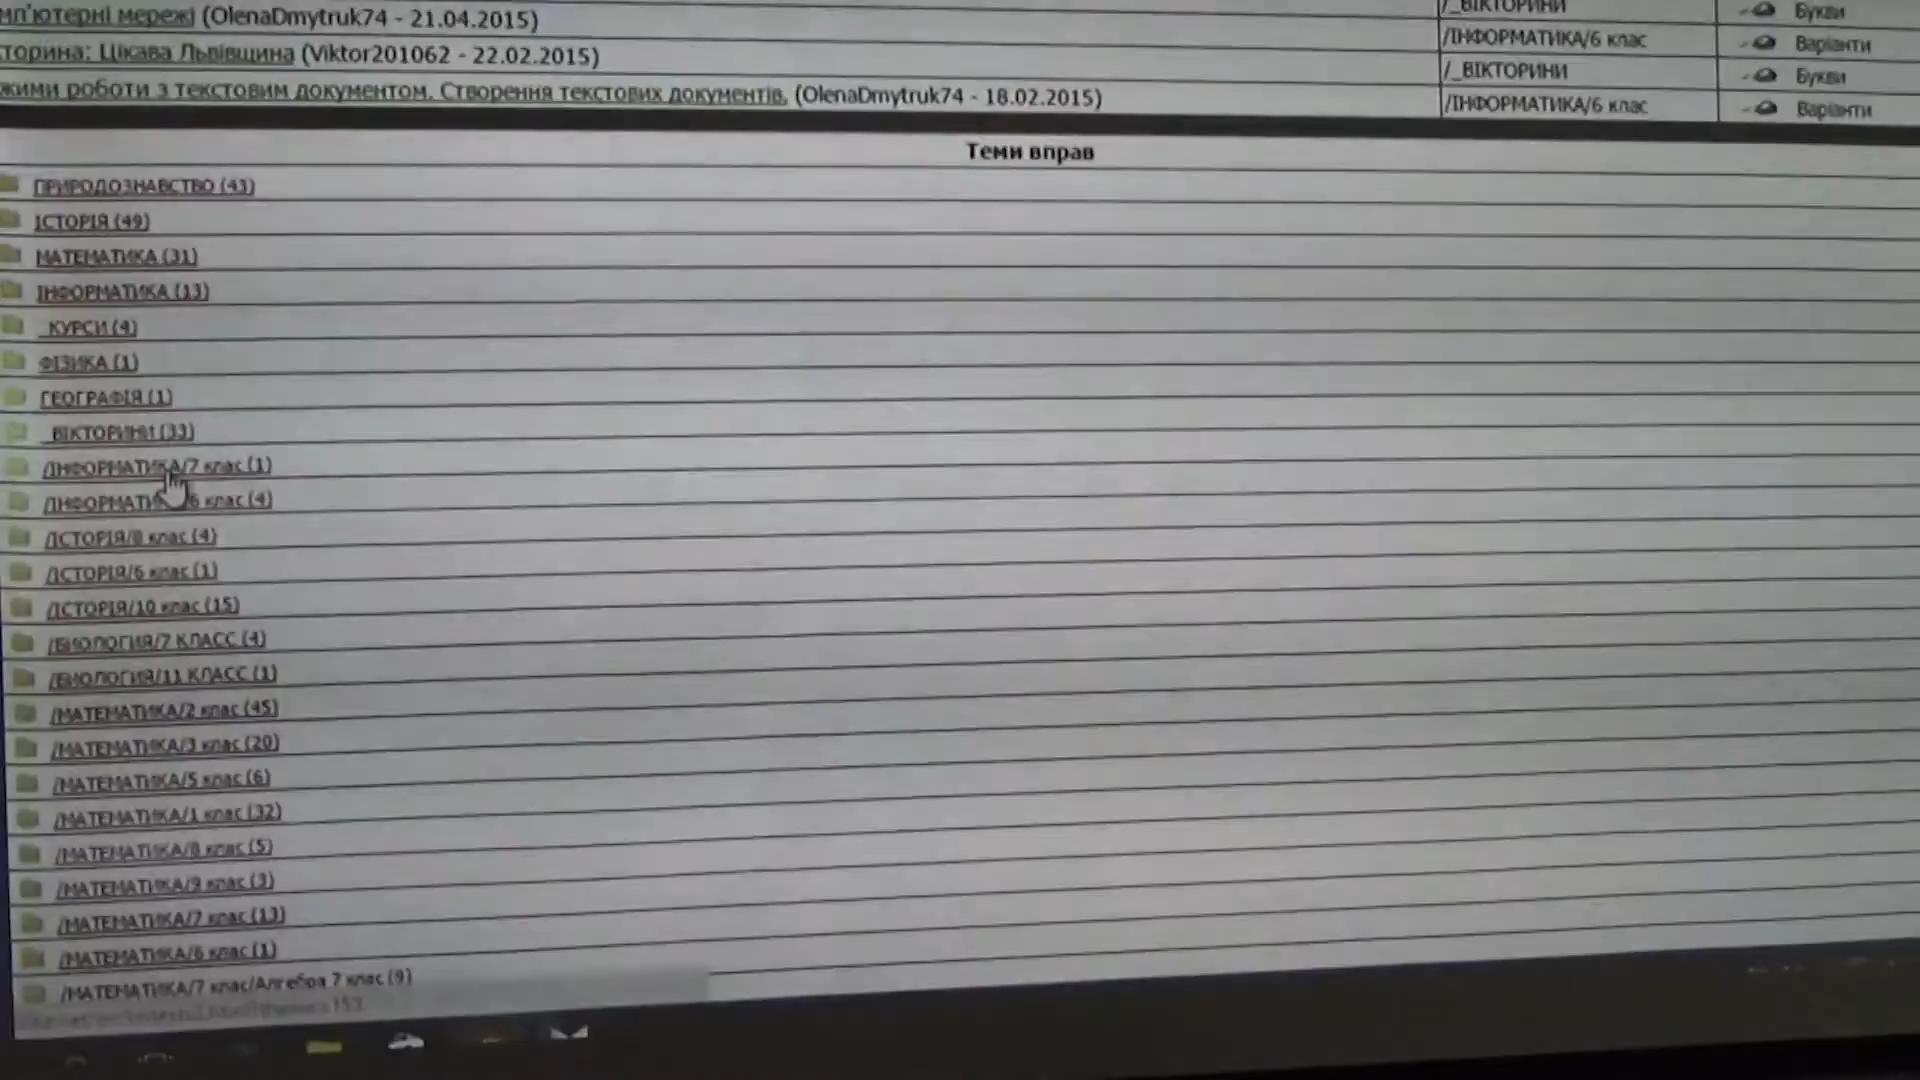 мп'ютерні мережі (OlenaDmytruk74 - 21.04.2015) /_ВІКТОРИНИ Букви
торина: Цікава Львівщина (Viktor201062 - 22.02.2015) /ІНФОРМАТИКА/6 клас Варіанти
/_ВІКТОРИНИ Букви
жими роботи з текстовим документом. Створення текстових документів. (OlenaDmytruk74 - 18.02.2015) /ІНФОРМАТИКА/6 клас Варіанти
Теми вправ
ПРИРОДОЗНАВСТВО (43)
ІСТОРІЯ (49)
МАТЕМАТИКА (31)
ІНФОРМАТИКА (13)
_КУРСИ (4)
ФІЗИКА (1)
ГЕОГРАФІЯ (1)
_ВІКТОРИНИ (33)
/ІНФОРМАТИКА/7 клас (1)
/ІНФОРМАТИКА/6 клас (4)
/ІСТОРІЯ/8 клас (4)
/ІСТОРІЯ/6 клас (1)
/ІСТОРІЯ/10 клас (15)
/БИОЛОГИЯ/7 КЛАСС (4)
/БИОЛОГИЯ/11 КЛАСС (1)
/МАТЕМАТИКА/2 клас (45)
/МАТЕМАТИКА/3 клас (20)
/МАТЕМАТИКА/5 клас (6)
/МАТЕМАТИКА/1 клас (32)
/МАТЕМАТИКА/8 клас (5)
/МАТЕМАТИКА/9 клас (3)
/МАТЕМАТИКА/7 клас (13)
/МАТЕМАТИКА/6 клас (1)
/МАТЕМАТИКА/7 клас/Алгебра 7 клас (9)